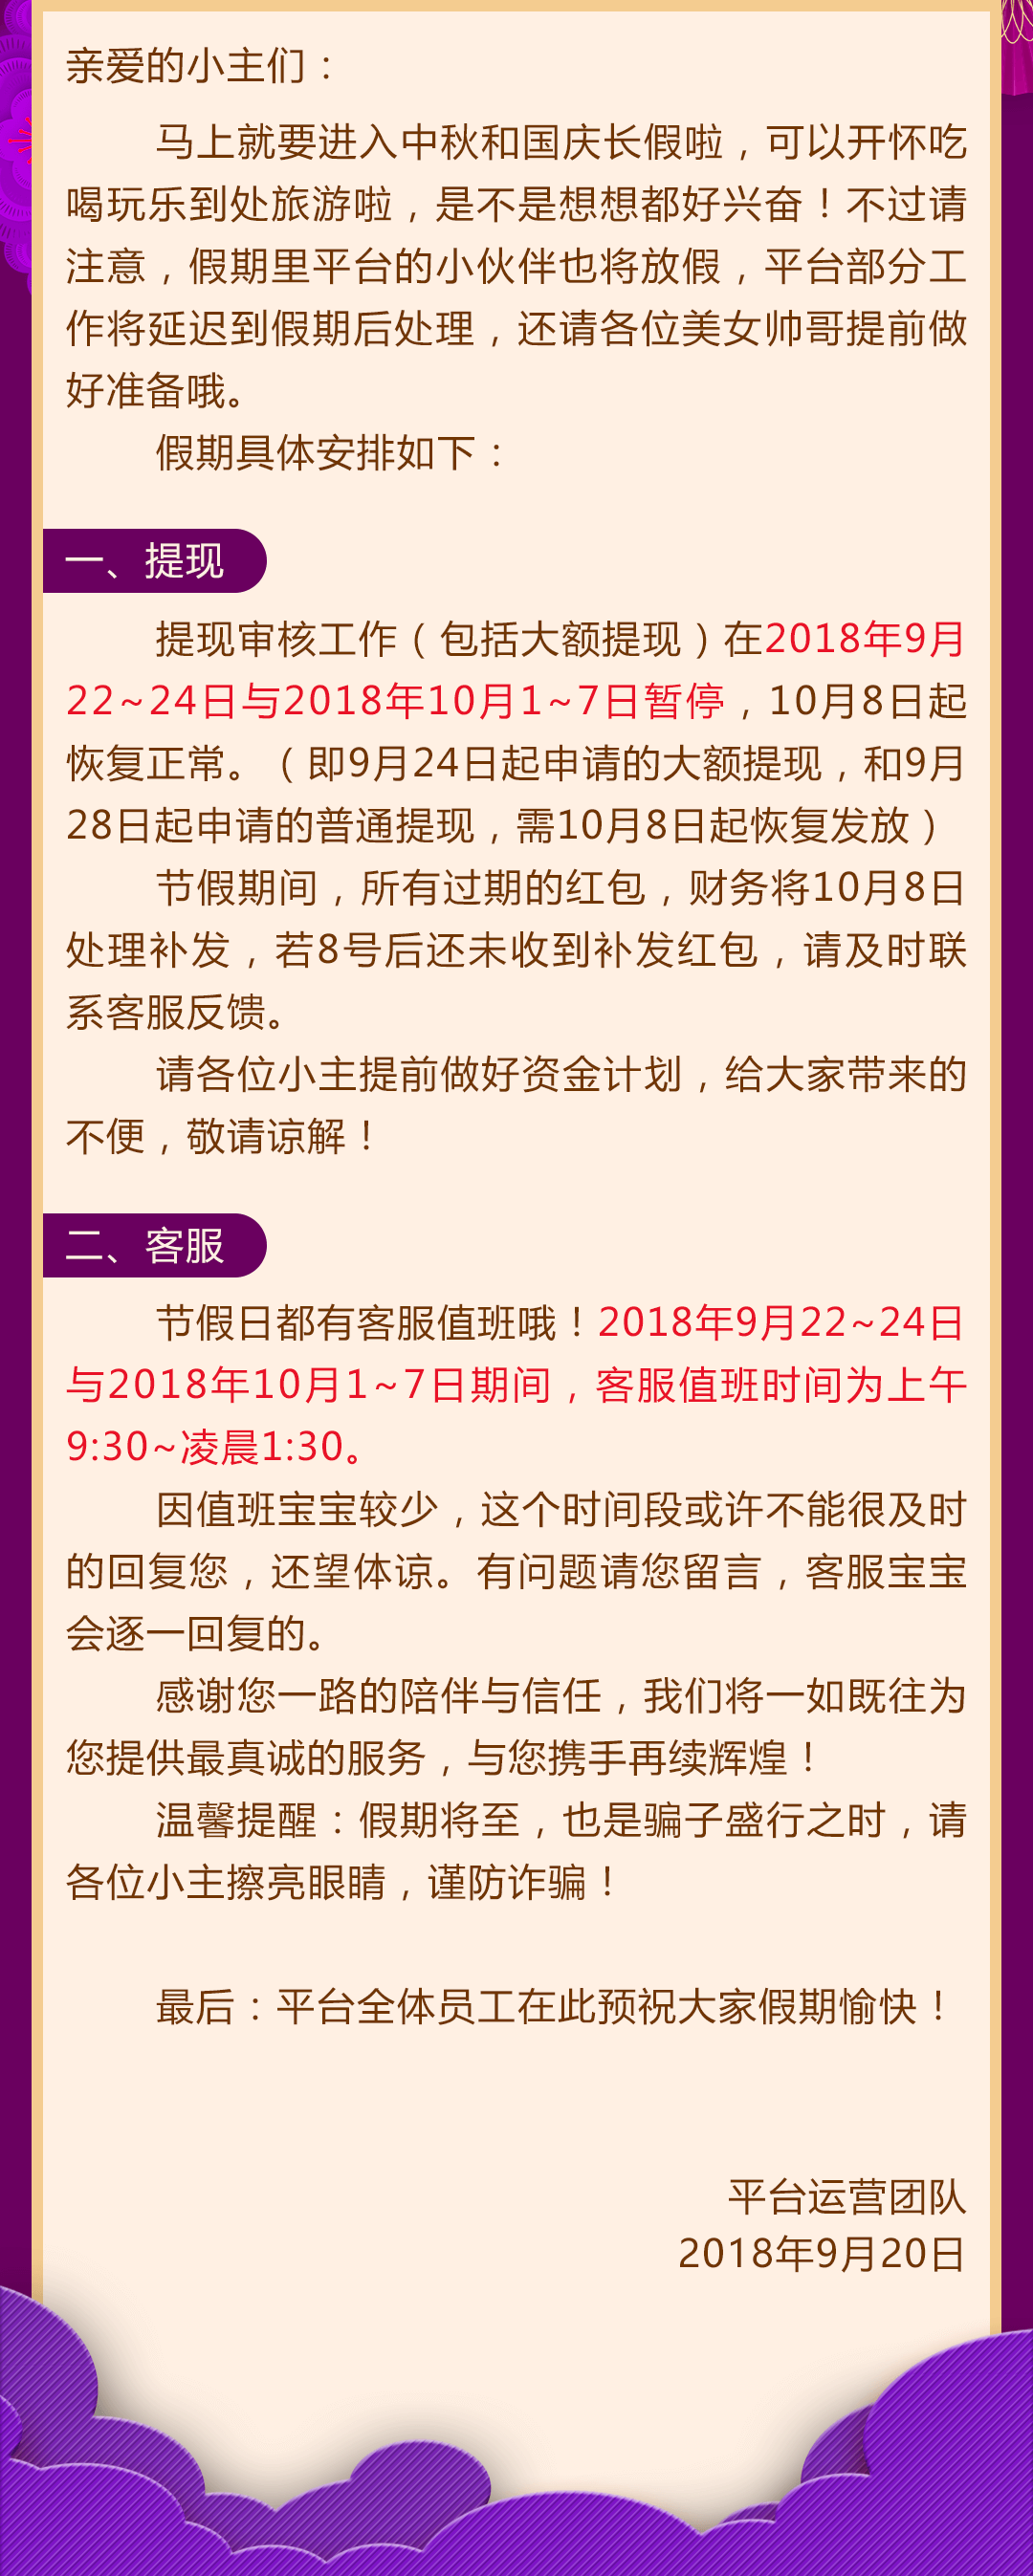 亲爱的小主们：
马上就要进入中秋和国庆长假啦，可以开怀吃
喝玩乐到处旅游啦，是不是想想都好兴奋！不过请
注意，假期里平台的小伙伴也将放假，平台部分工
作将延迟到假期后处理，还请各位美女帅哥提前做
好准备哦。
假期具体安排如下：
一、提现
提现审核工作（包括大额提现）在2018年9月
22~24日与2018年10月1~7日暂停，10月8日起
恢复正常。（即9月24日起申请的大额提现，和9月
28日起申请的普通提现，需10月8日起恢复发放）
节假期间，所有过期的红包，财务将10月8日
处理补发，若8号后还未收到补发红包，请及时联
系客服反馈。
请各位小主提前做好资金计划，给大家带来的
不便，敬请谅解！
二、客服
节假日都有客服值班哦！2018年9月22~24日
与2018年10月1~7日期间，客服值班时间为上午
9:30~凌晨1:30。
因值班宝宝较少，这个时间段或许不能很及时
的回复您，还望体谅。有问题请您留言，客服宝宝
会逐一回复的。
感谢您一路的陪伴与信任，我们将一如既往为
您提供最真诚的服务，与您携手再续辉煌！
温馨提醒：假期将至，也是骗子盛行之时，请
各位小主擦亮眼睛，谨防诈骗！
最后：平台全体员工在此预祝大家假期愉快！
平台运营团队
2018年9月20日